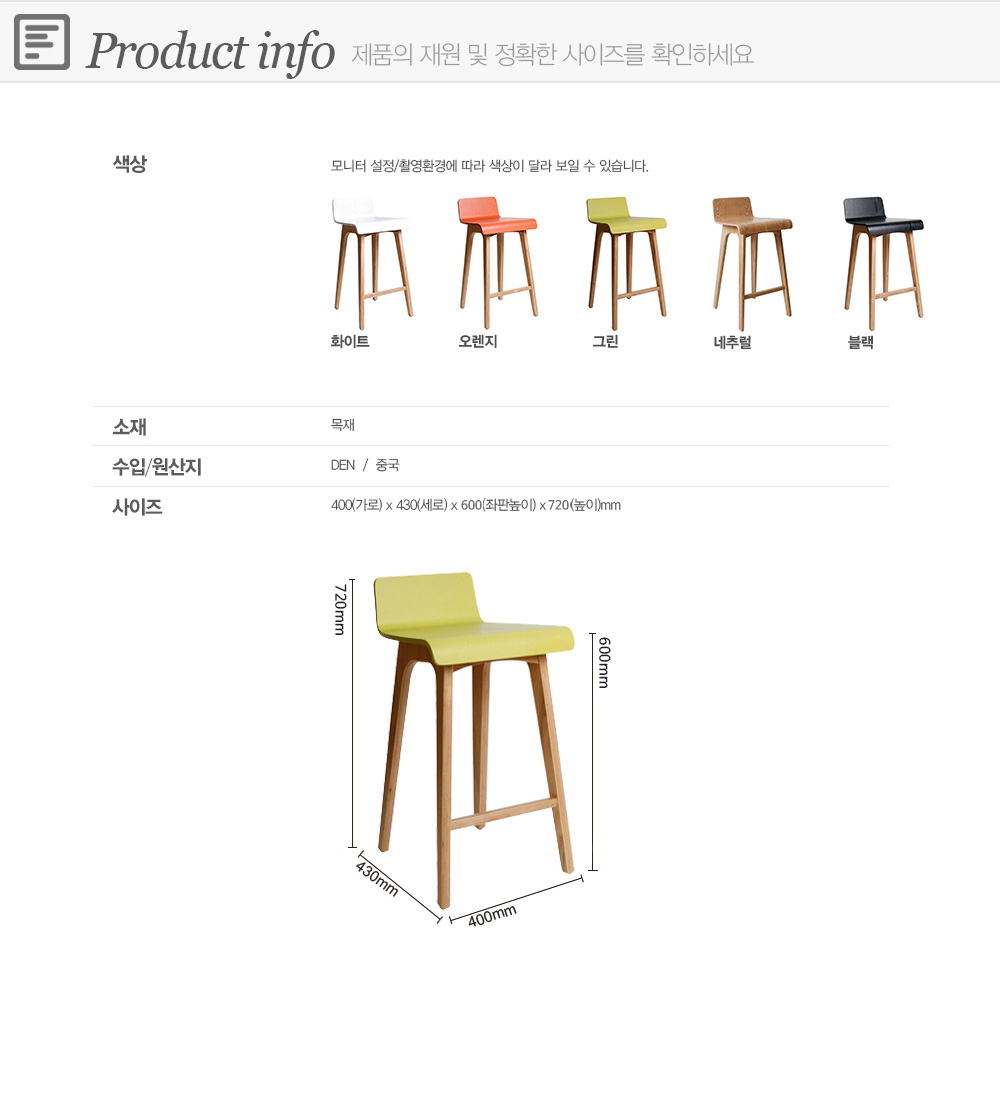 Product info 제품의 재원 및 정확한 사이즈를 확인하세요
색상
모니터 설정/촬영환경에 따라 색상이 달라 보일 수 있습니다.
화이트
오렌지
그린
네추럴
블랙
소재
목재
수입/원산지
DEN / 중국
사이즈
400(가로) x 430(세로) x 600(좌판높이) x 720(높이)mm
720mm
600mm
430mm
400mm